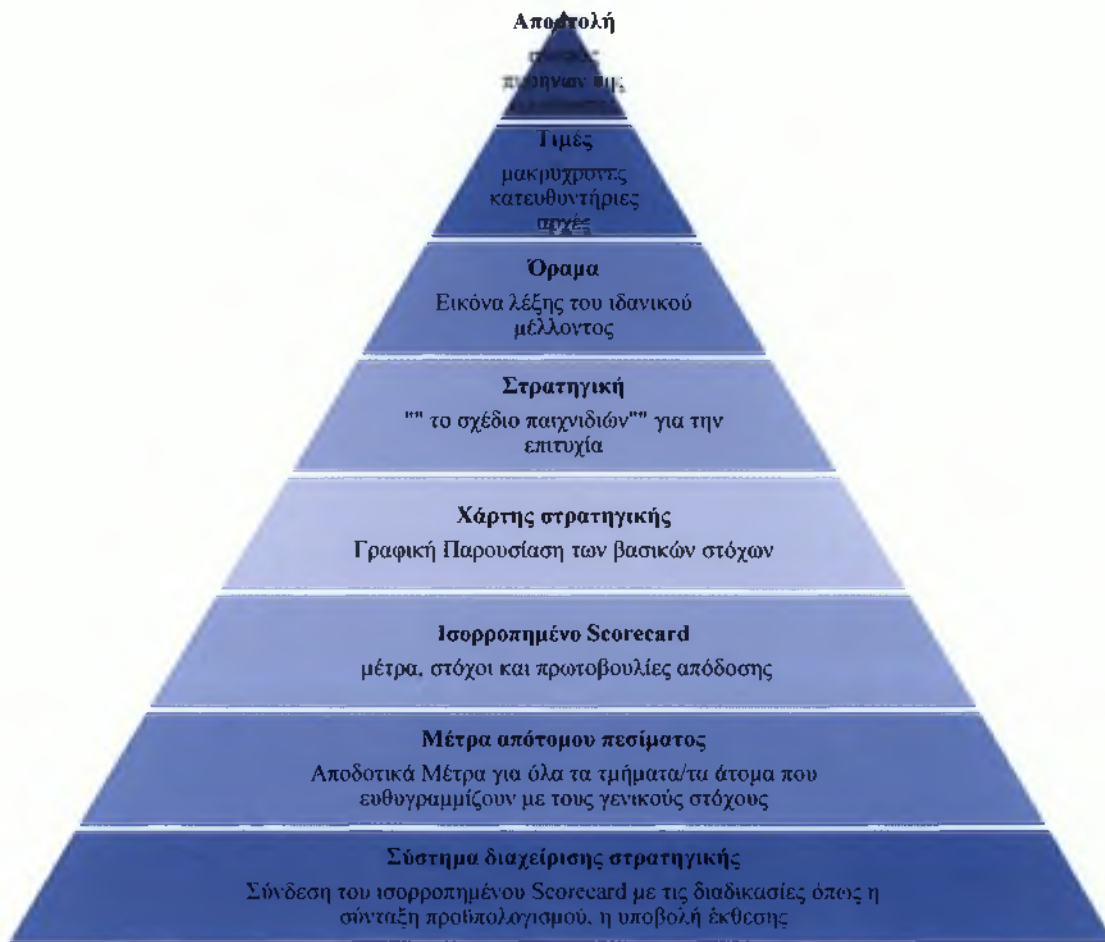 Αποστολή
πυρήνων της
Τιμές
μακρυχρονες
κατευθυντήριες
αρχές
Όραμα
Εικόνα λέξης του ιδανικού
μέλλοντος
Στρατηγική
"" το σχέδιο παιχνιδιών"" για την
επιτυχία
Χάρτης στρατηγικής
Γραφική Παρουσίαση των βασικών στόχων
Ισορροπημένο Scorecard
μέτρα, στόχοι και πρωτοβουλίες απόδοσης
Μέτρα απότομου πεσίματος
Αποδοτικά Μέτρα για όλα τα τμήματα/τα άτομα που
ευθυγραμμίζουν με τους γενικούς στόχους
Σύστημα διαχείρισης στρατηγικής
Σύνδεση του ισορροπημένου Scorecard με τις διαδικασίες όπως η
σύνταξη προϋπολογισμού, η υποβολή έκθεσης